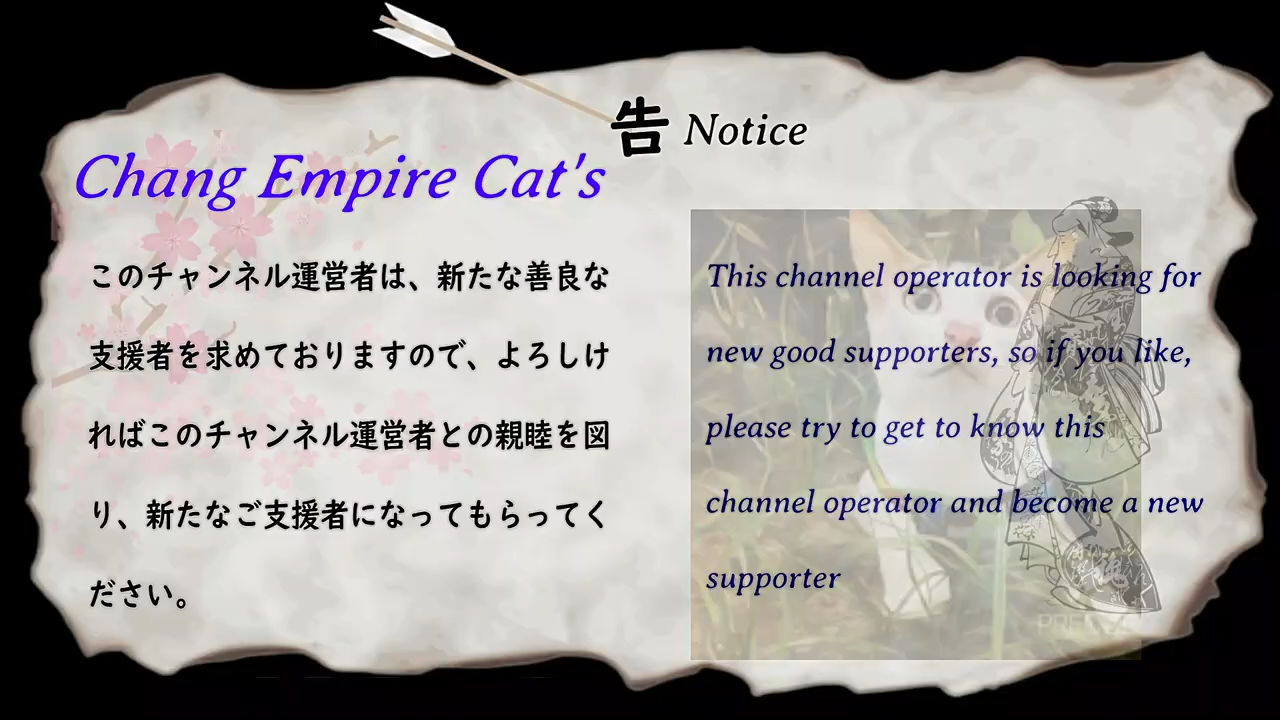 告 Notice
Chang Empire Cat's
このチャンネル運営者は、新たな善良な
支援者を求めておりますので、よろしけ
ればこのチャンネル運営者との親睦を図
り、新たなご支援者になってもらってく
ださい。
This channel operator is looking for
new good supporters, so if you like,
please try to get to know this
channel operator and become a new
supporter